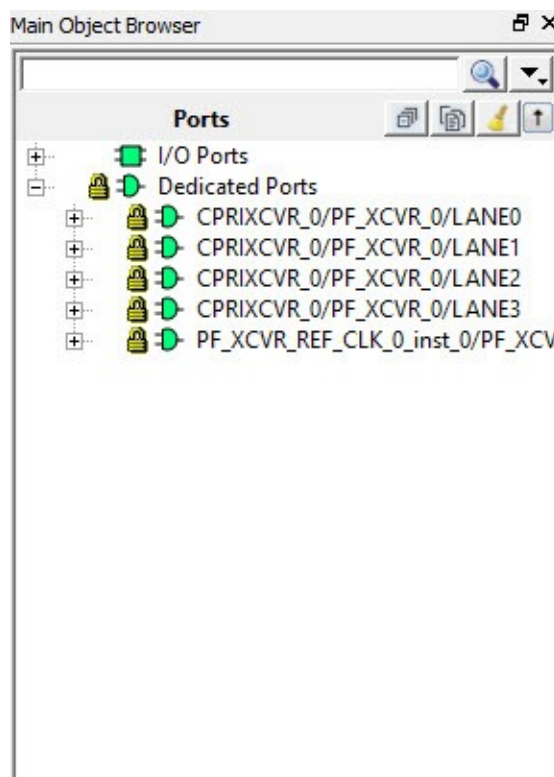 Main Object Browser
Ports
I/O Ports
Dedicated Ports
CPRIXCVR_0/PF_XCVR_0/LANE0
CPRIXCVR_0/PF_XCVR_0/LANE1
CPRIXCVR_0/PF_XCVR_0/LANE2
CPRIXCVR_0/PF_XCVR_0/LANE3
PF_XCVR_REF_CLK_0_inst_0/PF_XCV